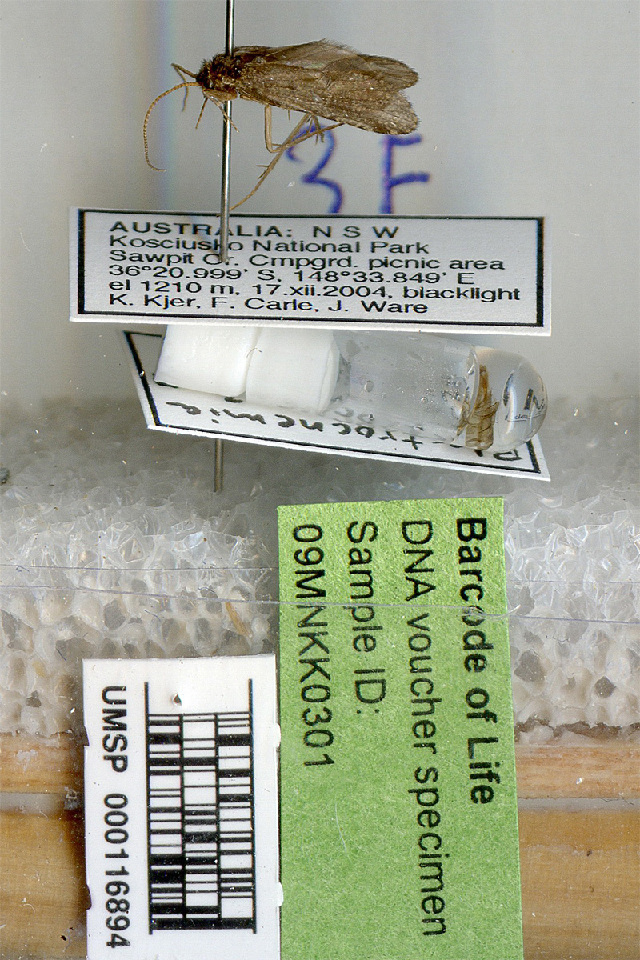 3 F
AUSTRALIA: N S W
Kosciusko National Park
Sawpit Cr. Cmpgrd. picnic area
36°20.999' S, 148°33.849' E
el 1210 m. 17.xii.2004, blacklight
K. Kjer, F. Carle, J. Ware
Barcode of Life
DNA voucher specimen
Sample ID:
09MNKK0301
UMSP 000116894